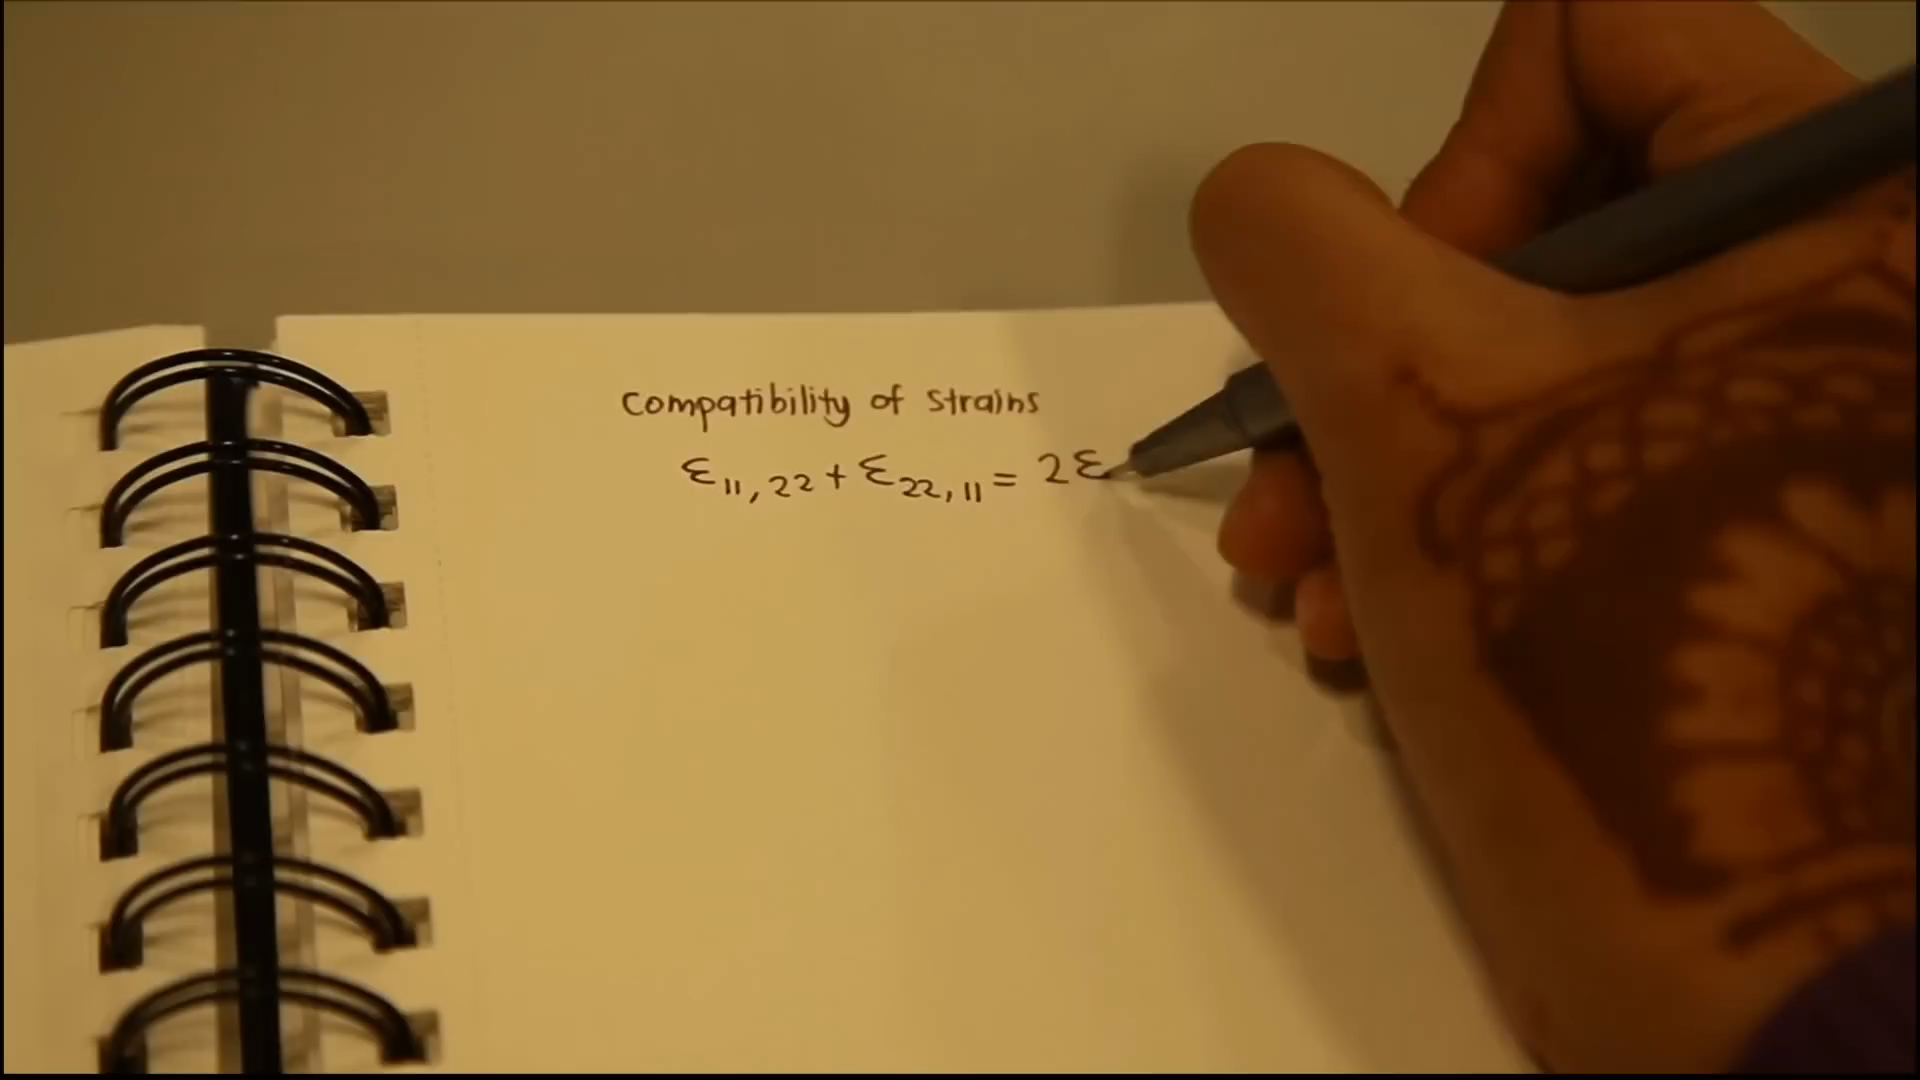 Compatibility of strains
ε₁₁,₂₂ + ε₂₂,₁₁ = 2ε